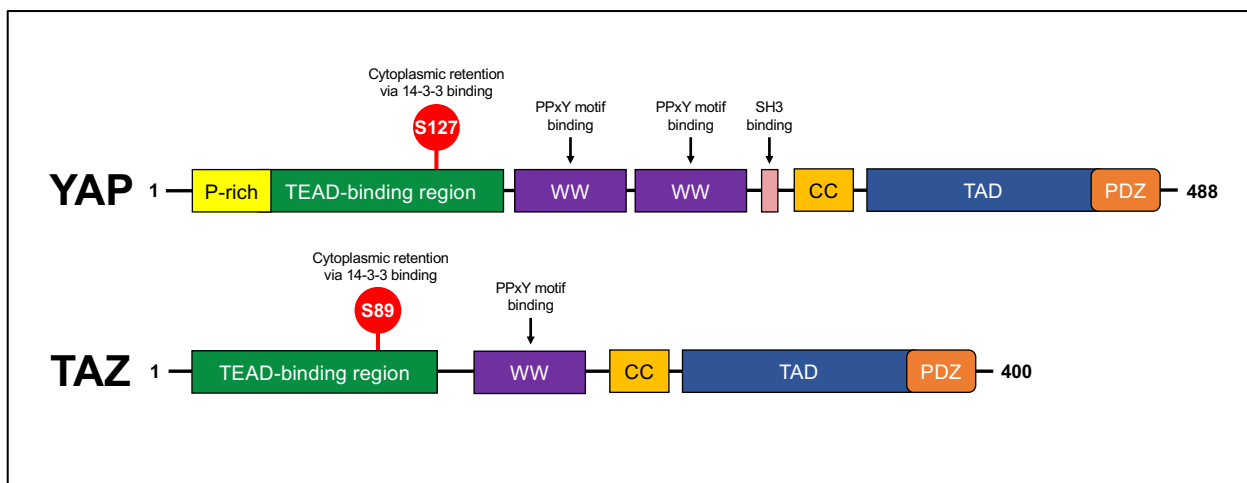 Cytoplasmic retention
via 14-3-3 binding
S127
PPxY motif
binding
PPxY motif
binding
SH3
binding
YAP
1
P-rich
TEAD-binding region
WW
WW
CC
TAD
PDZ
488
Cytoplasmic retention
via 14-3-3 binding
S89
PPxY motif
binding
TAZ
1
TEAD-binding region
WW
CC
TAD
PDZ
400